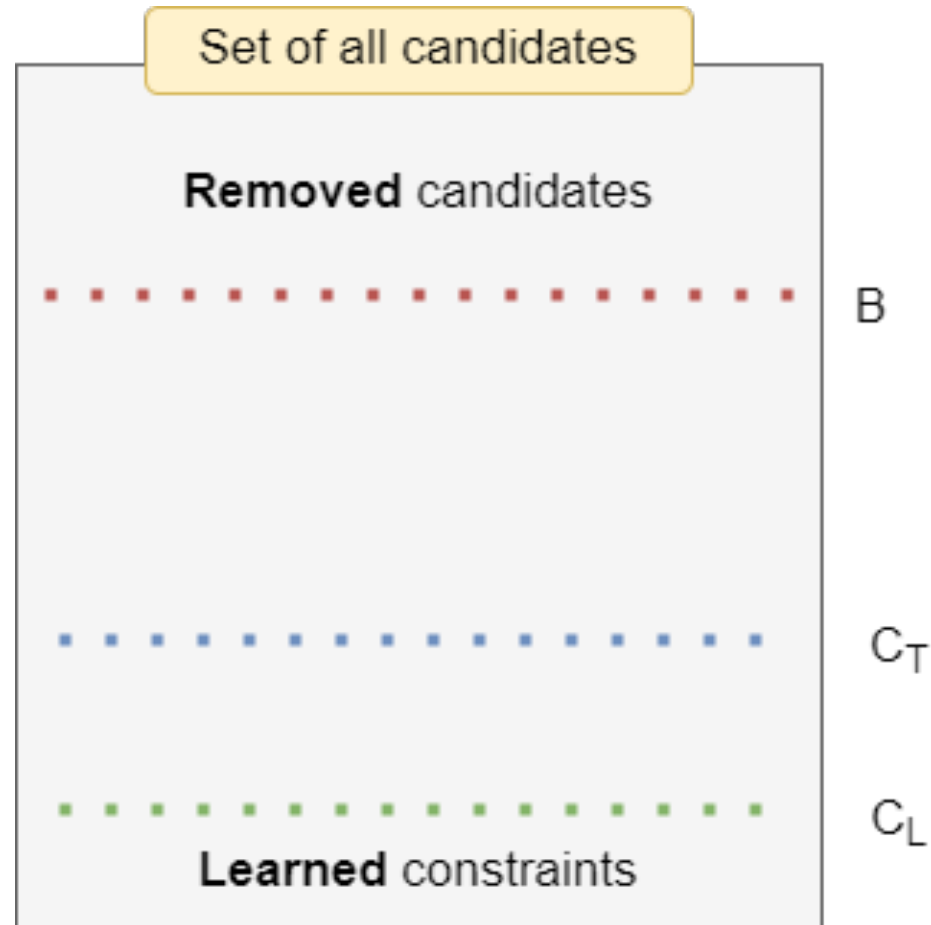 Set of all candidates
Removed candidates
B
C_T
C_L
Learned constraints